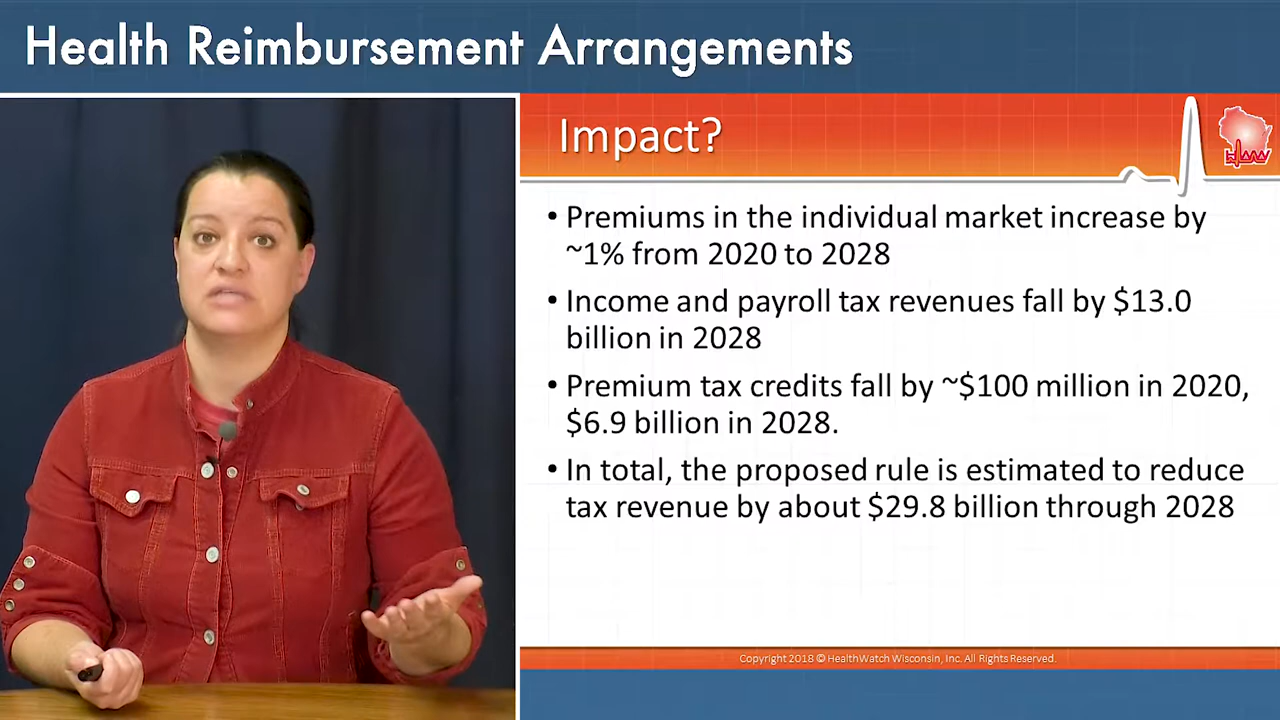 Health Reimbursement Arrangements
Impact?
• Premiums in the individual market increase by
~1% from 2020 to 2028
• Income and payroll tax revenues fall by $13.0
billion in 2028
• Premium tax credits fall by ~$100 million in 2020,
$6.9 billion in 2028.
• In total, the proposed rule is estimated to reduce
tax revenue by about $29.8 billion through 2028
Copyright 2018 © HealthWatch Wisconsin, Inc. All Rights Reserved.